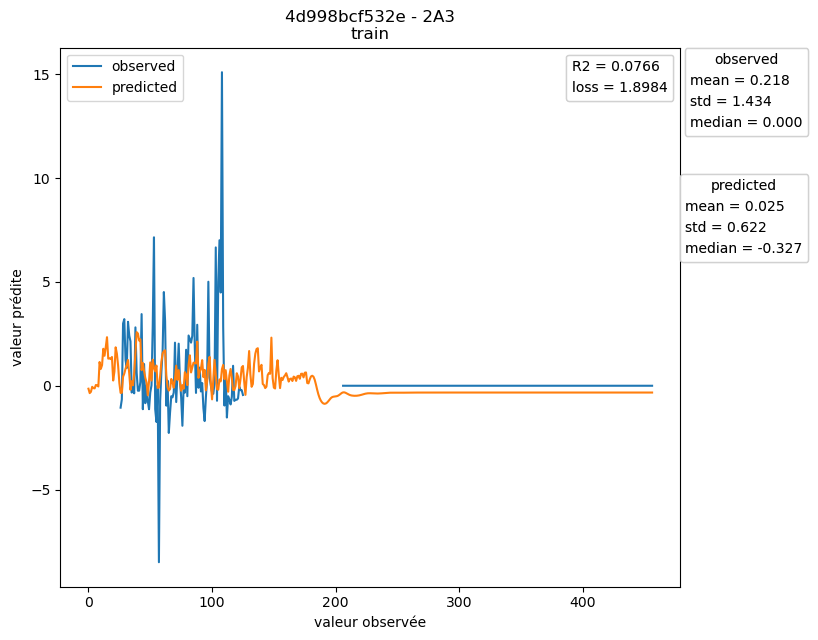 4d998bcf532e - 2A3
train
observed
predicted
R2 = 0.0766
loss = 1.8984
observed
mean = 0.218
std = 1.434
median = 0.000
predicted
mean = 0.025
std = 0.622
median = -0.327
valeur prédite
15
10
5
0
−5
0
100
200
300
400
valeur observée